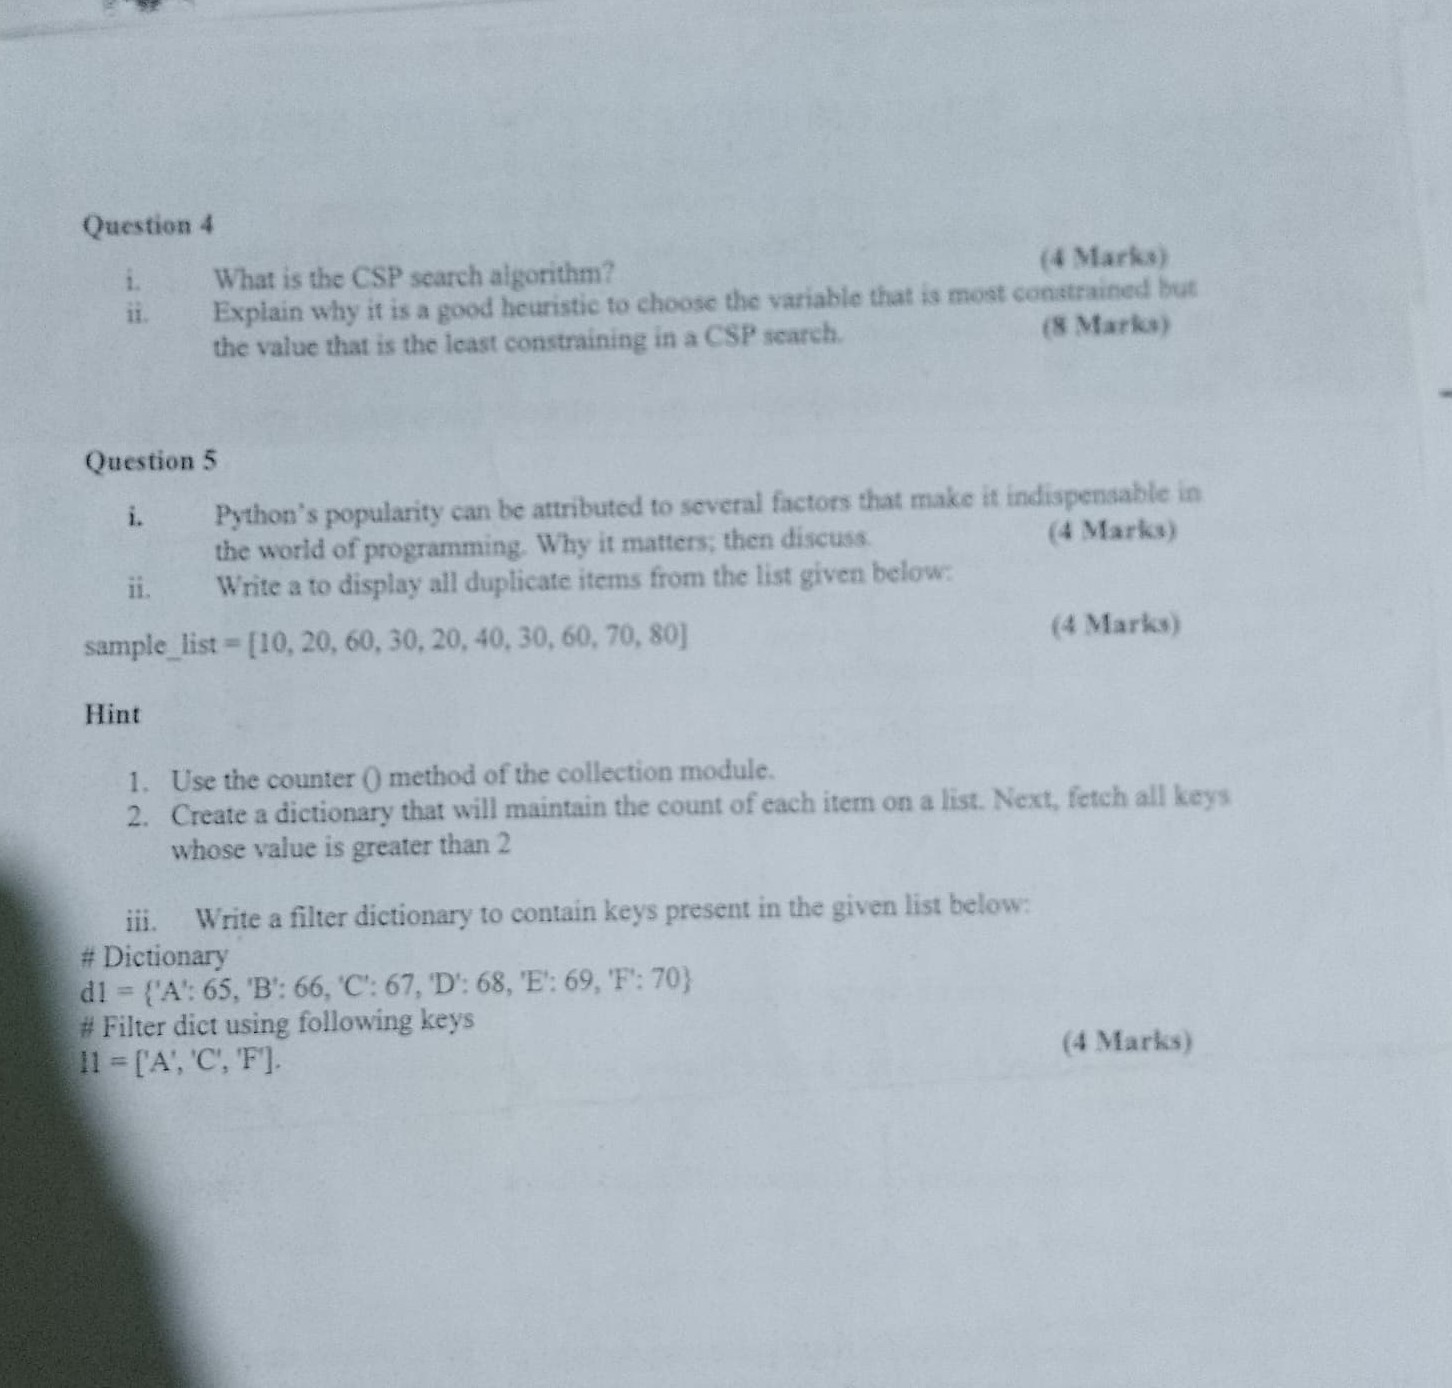 Question 4
(4 Marks)
i. What is the CSP search algorithm?
ii. Explain why it is a good heuristic to choose the variable that is most constrained but
the value that is the least constraining in a CSP search. (8 Marks)
Question 5
i. Python's popularity can be attributed to several factors that make it indispensable in
the world of programming. Why it matters; then discuss. (4 Marks)
ii. Write a to display all duplicate items from the list given below:
sample_list = [10, 20, 60, 30, 20, 40, 30, 60, 70, 80] (4 Marks)
Hint
1. Use the counter () method of the collection module.
2. Create a dictionary that will maintain the count of each item on a list. Next, fetch all keys
whose value is greater than 2
iii. Write a filter dictionary to contain keys present in the given list below:
# Dictionary
d1 = {'A': 65, 'B': 66, 'C': 67, 'D': 68, 'E': 69, 'F': 70}
# Filter dict using following keys
l1 = ['A', 'C', 'F']. (4 Marks)